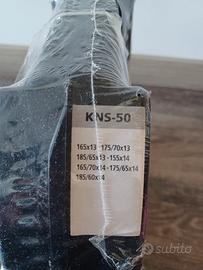 KNS-50
165x13 - 175/70x13
185/65x13 - 155x14
165/70x14 - 175/65x14
185/60x14
subito